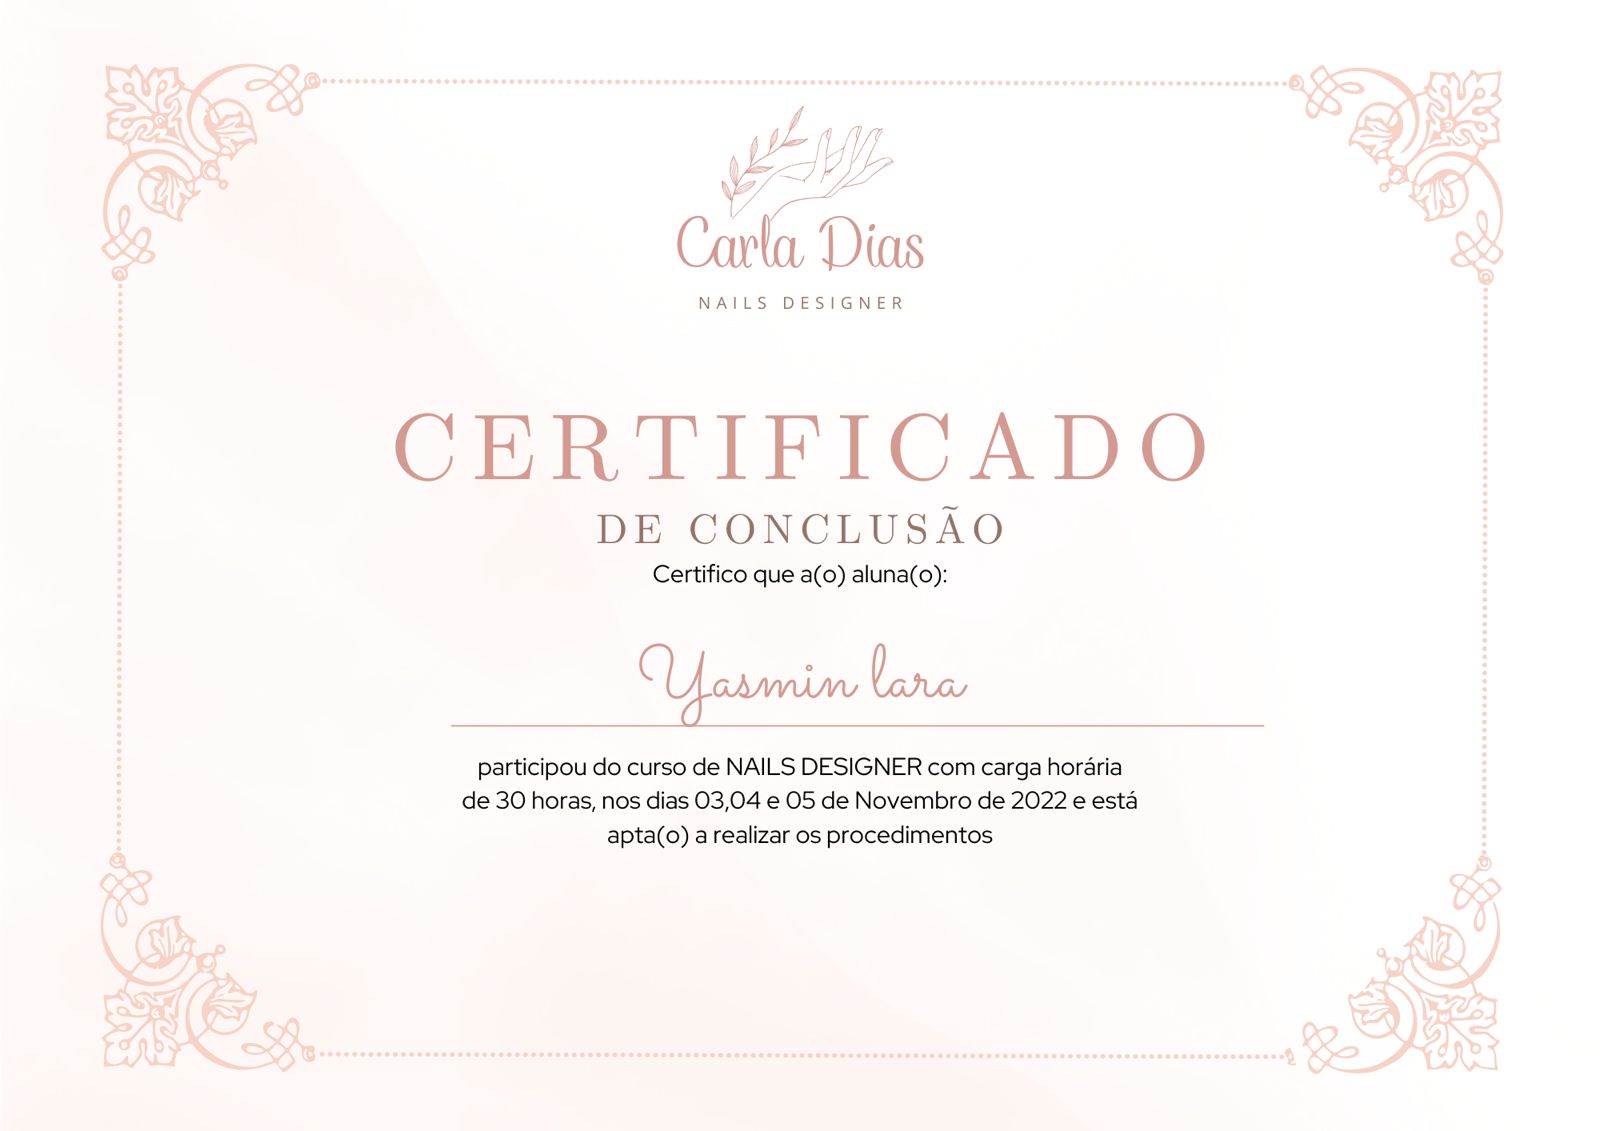 Carla Dias
NAILS DESIGNER
CERTIFICADO
DE CONCLUSÃO
Certifico que a(o) aluna(o):
Yasmin lara
participou do curso de NAILS DESIGNER com carga horária
de 30 horas, nos dias 03,04 e 05 de Novembro de 2022 e está
apta(o) a realizar os procedimentos